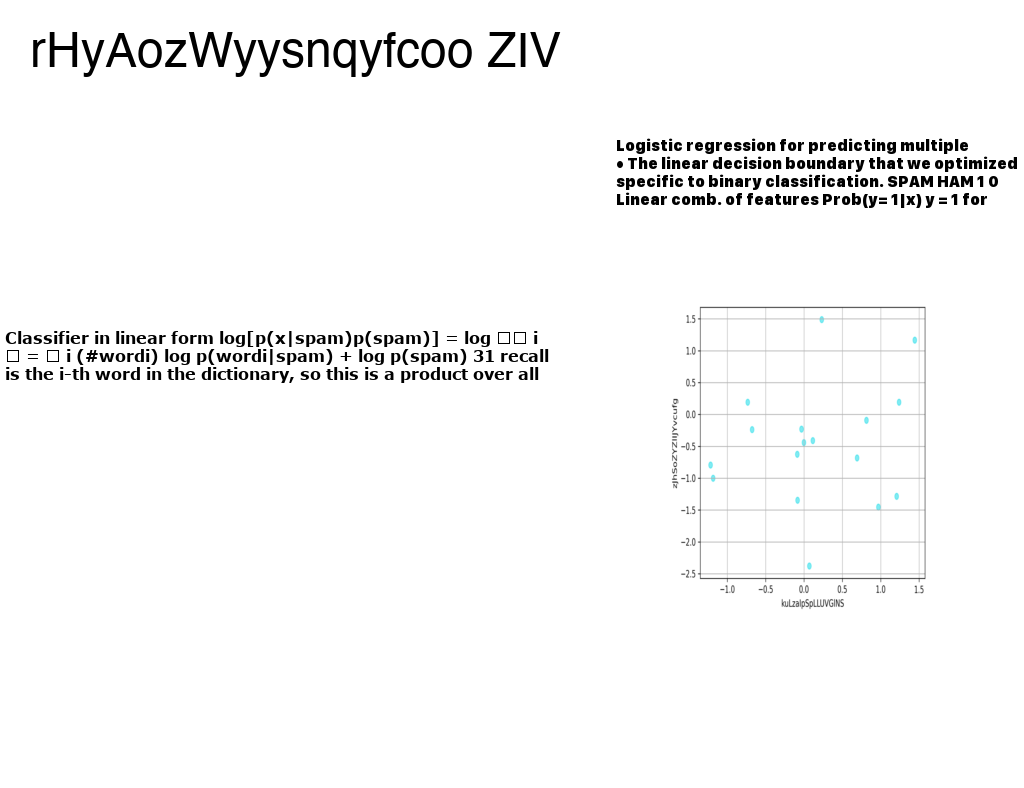 rHyAozWyysnqyfcoo ZIV
Logistic regression for predicting multiple
• The linear decision boundary that we optimized
specific to binary classification. SPAM HAM 1 0
Linear comb. of features Prob(y= 1|x) y = 1 for
Classifier in linear form log[p(x|spam)p(spam)] = log □□ i
□ = □ i (#wordi) log p(wordi|spam) + log p(spam) 31 recall
is the i-th word in the dictionary, so this is a product over all
1.5
1.0
0.5
0.0
−0.5
−1.0
−1.5
−2.0
−2.5
−1.0 −0.5 0.0 0.5 1.0 1.5
kuLzaIpSpLLUVGINS